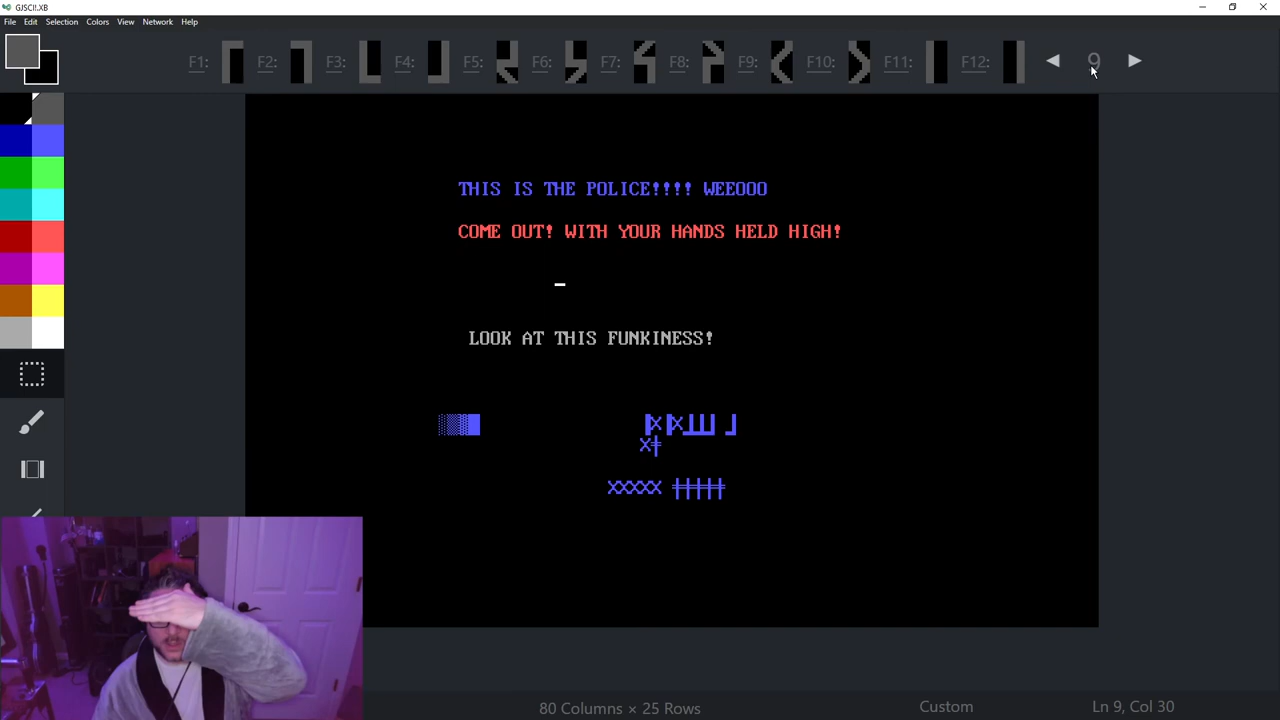 GJSCI!.XB
File Edit Selection Colors View Network Help
F1: F2: F3: F4: F5: F6: F7: F8: F9: F10: F11: F12: 9
THIS IS THE POLICE!!!! WEEOOO
COME OUT! WITH YOUR HANDS HELD HIGH!
LOOK AT THIS FUNKINESS!
80 Columns × 25 Rows Custom Ln 9, Col 30